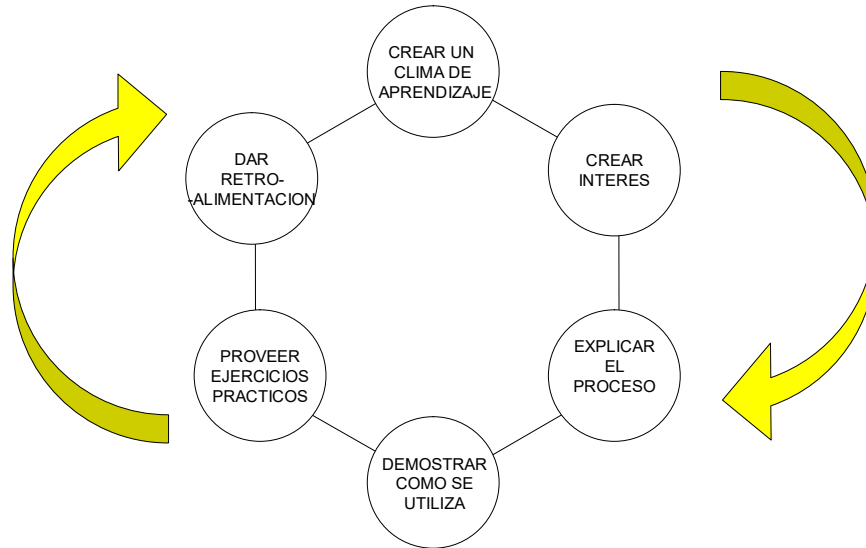 CREAR UN
CLIMA DE
APRENDIZAJE
CREAR
INTERES
EXPLICAR
EL
PROCESO
DEMOSTRAR
COMO SE
UTILIZA
PROVEER
EJERCICIOS
PRACTICOS
DAR
RETRO-
-ALIMENTACION